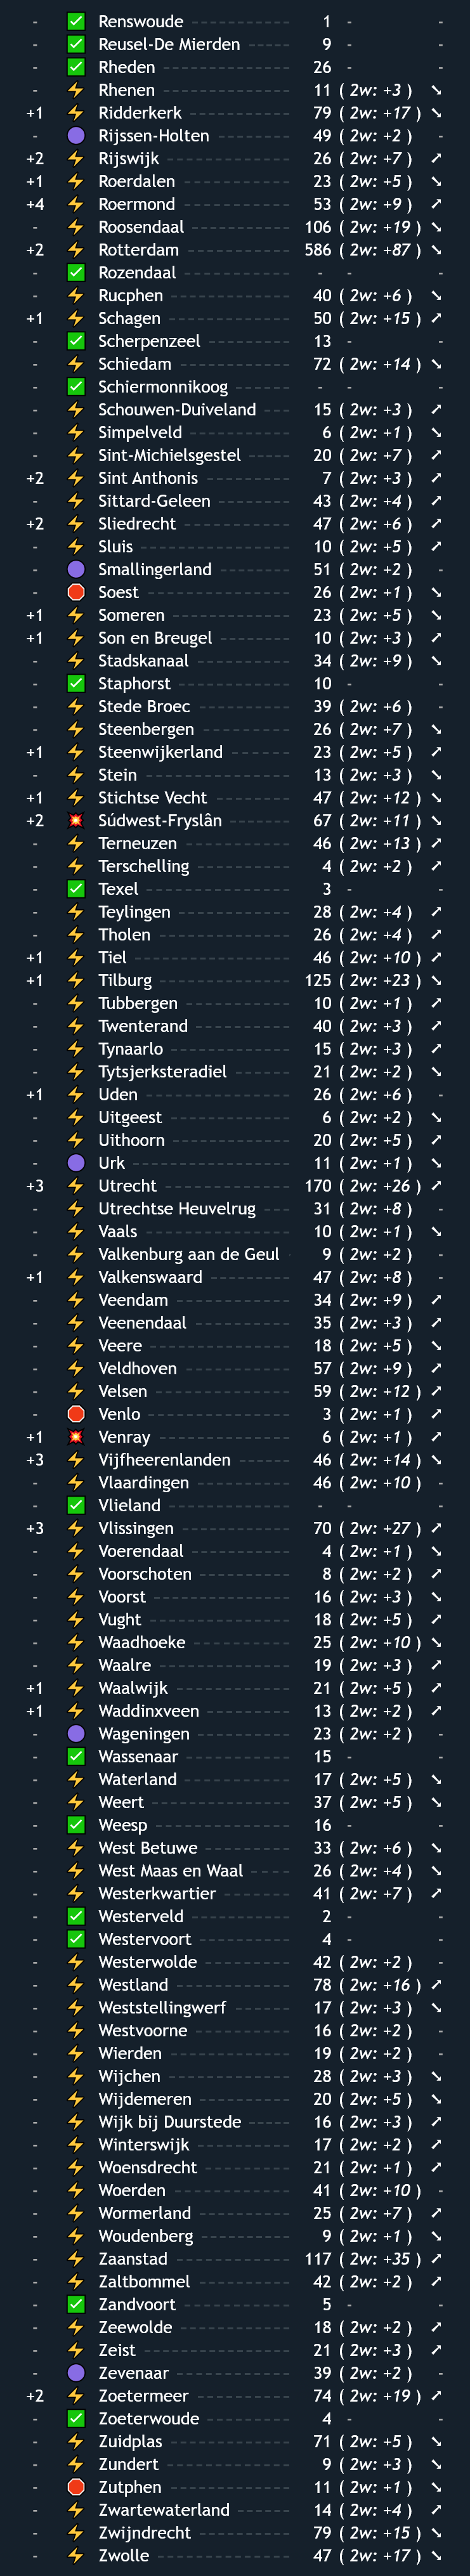 - ✅ Renswoude 1 - -
- ✅ Reusel-De Mierden 9 - -
- ✅ Rheden 26 - -
- ⚡ Rhenen 11 ( 2w: +3 ) ➘
+1 ⚡ Ridderkerk 79 ( 2w: +17 ) ➘
- 🟣 Rijssen-Holten 49 ( 2w: +2 ) -
+2 ⚡ Rijswijk 26 ( 2w: +7 ) ➚
+1 ⚡ Roerdalen 23 ( 2w: +5 ) ➘
+4 ⚡ Roermond 53 ( 2w: +9 ) ➚
- ⚡ Roosendaal 106 ( 2w: +19 ) ➘
+2 ⚡ Rotterdam 586 ( 2w: +87 ) ➘
- ✅ Rozendaal - - -
- ⚡ Rucphen 40 ( 2w: +6 ) ➘
+1 ⚡ Schagen 50 ( 2w: +15 ) ➚
- ✅ Scherpenzeel 13 - -
- ⚡ Schiedam 72 ( 2w: +14 ) ➘
- ✅ Schiermonnikoog - - -
- ⚡ Schouwen-Duiveland 15 ( 2w: +3 ) ➚
- ⚡ Simpelveld 6 ( 2w: +1 ) ➘
- ⚡ Sint-Michielsgestel 20 ( 2w: +7 ) ➚
+2 ⚡ Sint Anthonis 7 ( 2w: +3 ) ➚
- ⚡ Sittard-Geleen 43 ( 2w: +4 ) ➚
+2 ⚡ Sliedrecht 47 ( 2w: +6 ) ➚
- ⚡ Sluis 10 ( 2w: +5 ) ➚
- 🟣 Smallingerland 51 ( 2w: +2 ) -
- 🛑 Soest 26 ( 2w: +1 ) ➘
+1 ⚡ Someren 23 ( 2w: +5 ) ➘
+1 ⚡ Son en Breugel 10 ( 2w: +3 ) ➚
- ⚡ Stadskanaal 34 ( 2w: +9 ) ➘
- ✅ Staphorst 10 - -
- ⚡ Stede Broec 39 ( 2w: +6 ) -
- ⚡ Steenbergen 26 ( 2w: +7 ) ➘
+1 ⚡ Steenwijkerland 23 ( 2w: +5 ) ➚
- ⚡ Stein 13 ( 2w: +3 ) ➘
+1 ⚡ Stichtse Vecht 47 ( 2w: +12 ) ➘
+2 💥 Súdwest-Fryslân 67 ( 2w: +11 ) ➘
- ⚡ Terneuzen 46 ( 2w: +13 ) ➚
- ⚡ Terschelling 4 ( 2w: +2 ) ➚
- ✅ Texel 3 - -
- ⚡ Teylingen 28 ( 2w: +4 ) ➚
- ⚡ Tholen 26 ( 2w: +4 ) ➚
+1 ⚡ Tiel 46 ( 2w: +10 ) ➚
+1 ⚡ Tilburg 125 ( 2w: +23 ) ➘
- ⚡ Tubbergen 10 ( 2w: +1 ) ➚
- ⚡ Twenterand 40 ( 2w: +3 ) ➚
- ⚡ Tynaarlo 15 ( 2w: +3 ) ➚
- ⚡ Tytsjerksteradiel 21 ( 2w: +2 ) ➘
+1 ⚡ Uden 26 ( 2w: +6 ) -
- ⚡ Uitgeest 6 ( 2w: +2 ) ➘
- ⚡ Uithoorn 20 ( 2w: +5 ) ➚
- 🟣 Urk 11 ( 2w: +1 ) ➘
+3 ⚡ Utrecht 170 ( 2w: +26 ) ➚
- ⚡ Utrechtse Heuvelrug 31 ( 2w: +8 ) -
- ⚡ Vaals 10 ( 2w: +1 ) ➘
- ⚡ Valkenburg aan de Geul 9 ( 2w: +2 ) -
+1 ⚡ Valkenswaard 47 ( 2w: +8 ) -
- ⚡ Veendam 34 ( 2w: +9 ) ➚
- ⚡ Veenendaal 35 ( 2w: +3 ) ➚
- ⚡ Veere 18 ( 2w: +5 ) ➘
- ⚡ Veldhoven 57 ( 2w: +9 ) ➚
- ⚡ Velsen 59 ( 2w: +12 ) ➚
- 🛑 Venlo 3 ( 2w: +1 ) ➚
+1 💥 Venray 6 ( 2w: +1 ) ➚
+3 ⚡ Vijfheerenlanden 46 ( 2w: +14 ) ➘
- ⚡ Vlaardingen 46 ( 2w: +10 ) -
- ✅ Vlieland - - -
+3 ⚡ Vlissingen 70 ( 2w: +27 ) ➚
- ⚡ Voerendaal 4 ( 2w: +1 ) ➘
- ⚡ Voorschoten 8 ( 2w: +2 ) ➚
- ⚡ Voorst 16 ( 2w: +3 ) ➘
- ⚡ Vught 18 ( 2w: +5 ) ➚
- ⚡ Waadhoeke 25 ( 2w: +10 ) ➘
- ⚡ Waalre 19 ( 2w: +3 ) ➚
+1 ⚡ Waalwijk 21 ( 2w: +5 ) ➚
+1 ⚡ Waddinxveen 13 ( 2w: +2 ) ➚
- 🟣 Wageningen 23 ( 2w: +2 ) -
- ✅ Wassenaar 15 - -
- ⚡ Waterland 17 ( 2w: +5 ) ➘
- ⚡ Weert 37 ( 2w: +5 ) ➘
- ✅ Weesp 16 - -
- ⚡ West Betuwe 33 ( 2w: +6 ) ➘
- ⚡ West Maas en Waal 26 ( 2w: +4 ) ➘
- ⚡ Westerkwartier 41 ( 2w: +7 ) ➚
- ✅ Westerveld 2 - -
- ✅ Westervoort 4 - -
- ⚡ Westerwolde 42 ( 2w: +2 ) -
- ⚡ Westland 78 ( 2w: +16 ) ➚
- ⚡ Weststellingwerf 17 ( 2w: +3 ) ➘
- ⚡ Westvoorne 16 ( 2w: +2 ) -
- ⚡ Wierden 19 ( 2w: +2 ) -
- ⚡ Wijchen 28 ( 2w: +3 ) ➘
- ⚡ Wijdemeren 20 ( 2w: +5 ) ➘
- ⚡ Wijk bij Duurstede 16 ( 2w: +3 ) ➚
- ⚡ Winterswijk 17 ( 2w: +2 ) ➚
- ⚡ Woensdrecht 21 ( 2w: +1 ) ➚
- ⚡ Woerden 41 ( 2w: +10 ) -
- ⚡ Wormerland 25 ( 2w: +7 ) ➚
- ⚡ Woudenberg 9 ( 2w: +1 ) ➘
- ⚡ Zaanstad 117 ( 2w: +35 ) ➚
- ⚡ Zaltbommel 42 ( 2w: +2 ) ➚
- ✅ Zandvoort 5 - -
- ⚡ Zeewolde 18 ( 2w: +2 ) ➚
- ⚡ Zeist 21 ( 2w: +3 ) ➚
- 🟣 Zevenaar 39 ( 2w: +2 ) -
+2 ⚡ Zoetermeer 74 ( 2w: +19 ) ➚
- ✅ Zoeterwoude 4 - -
- ⚡ Zuidplas 71 ( 2w: +5 ) ➘
- ⚡ Zundert 9 ( 2w: +3 ) ➘
- 🛑 Zutphen 11 ( 2w: +1 ) ➘
- ⚡ Zwartewaterland 14 ( 2w: +4 ) ➚
- ⚡ Zwijndrecht 79 ( 2w: +15 ) ➘
- ⚡ Zwolle 47 ( 2w: +17 ) ➘